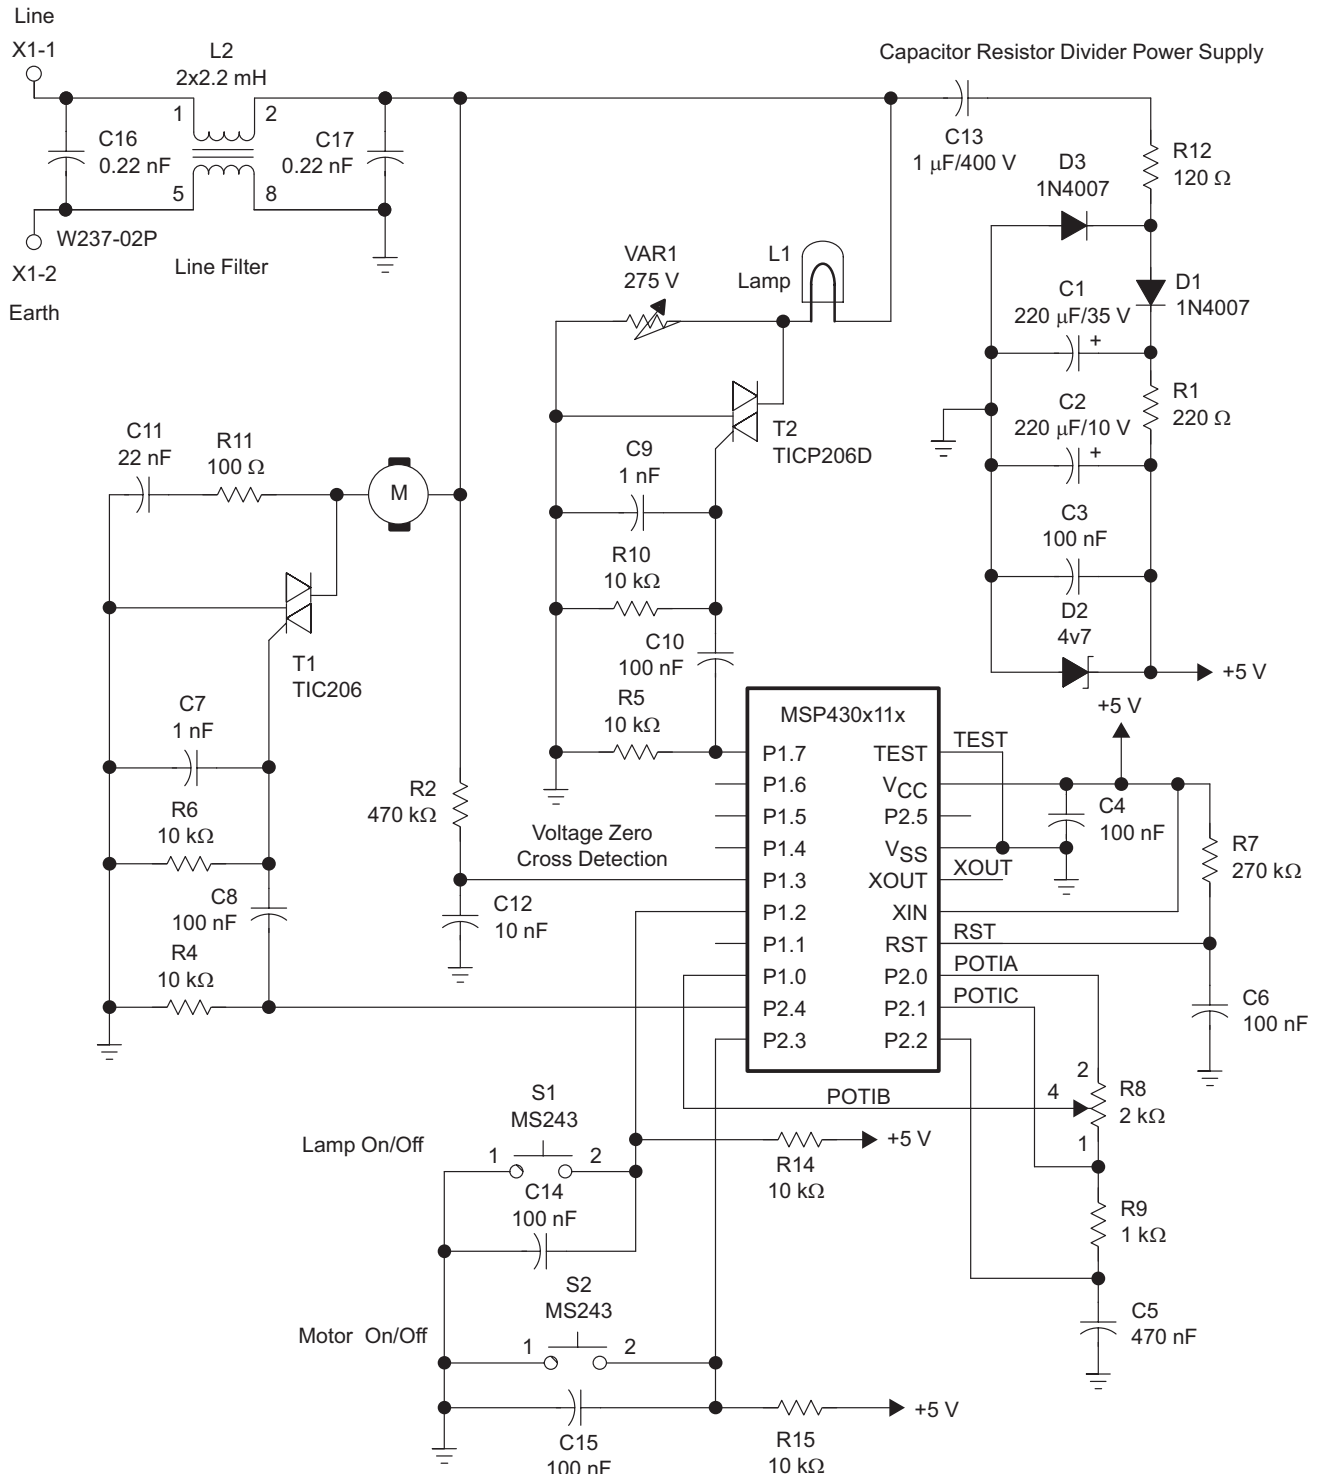 Line
X1-1
L2
2x2.2 mH
Capacitor Resistor Divider Power Supply
1
2
C16
0.22 nF
C17
0.22 nF
5
8
W237-02P
X1-2
Line Filter
Earth
C13
1 μF/400 V
R12
120 Ω
D3
1N4007
D1
1N4007
VAR1
275 V
L1
Lamp
C1
220 μF/35 V
+
R1
220 Ω
C2
220 μF/10 V
+
T2
TICP206D
C11
22 nF
R11
100 Ω
M
C9
1 nF
C3
100 nF
R10
10 kΩ
D2
4v7
+5 V
T1
TIC206
C10
100 nF
R5
10 kΩ
C7
1 nF
+5 V
MSP430x11x
P1.7
TEST
TEST
P1.6
VCC
P1.5
P2.5
P1.4
VSS
P1.3
XOUT
XOUT
P1.2
XIN
P1.1
RST
RST
P1.0
P2.0
POTIA
P2.4
P2.1
POTIC
P2.3
P2.2
C4
100 nF
R7
270 kΩ
R2
470 kΩ
Voltage Zero
Cross Detection
R6
10 kΩ
C8
100 nF
C12
10 nF
R4
10 kΩ
C6
100 nF
POTIB
2
4
1
R8
2 kΩ
S1
MS243
Lamp On/Off
1
2
C14
100 nF
+5 V
R14
10 kΩ
R9
1 kΩ
S2
MS243
Motor On/Off
1
2
C5
470 nF
+5 V
C15
100 nF
R15
10 kΩ